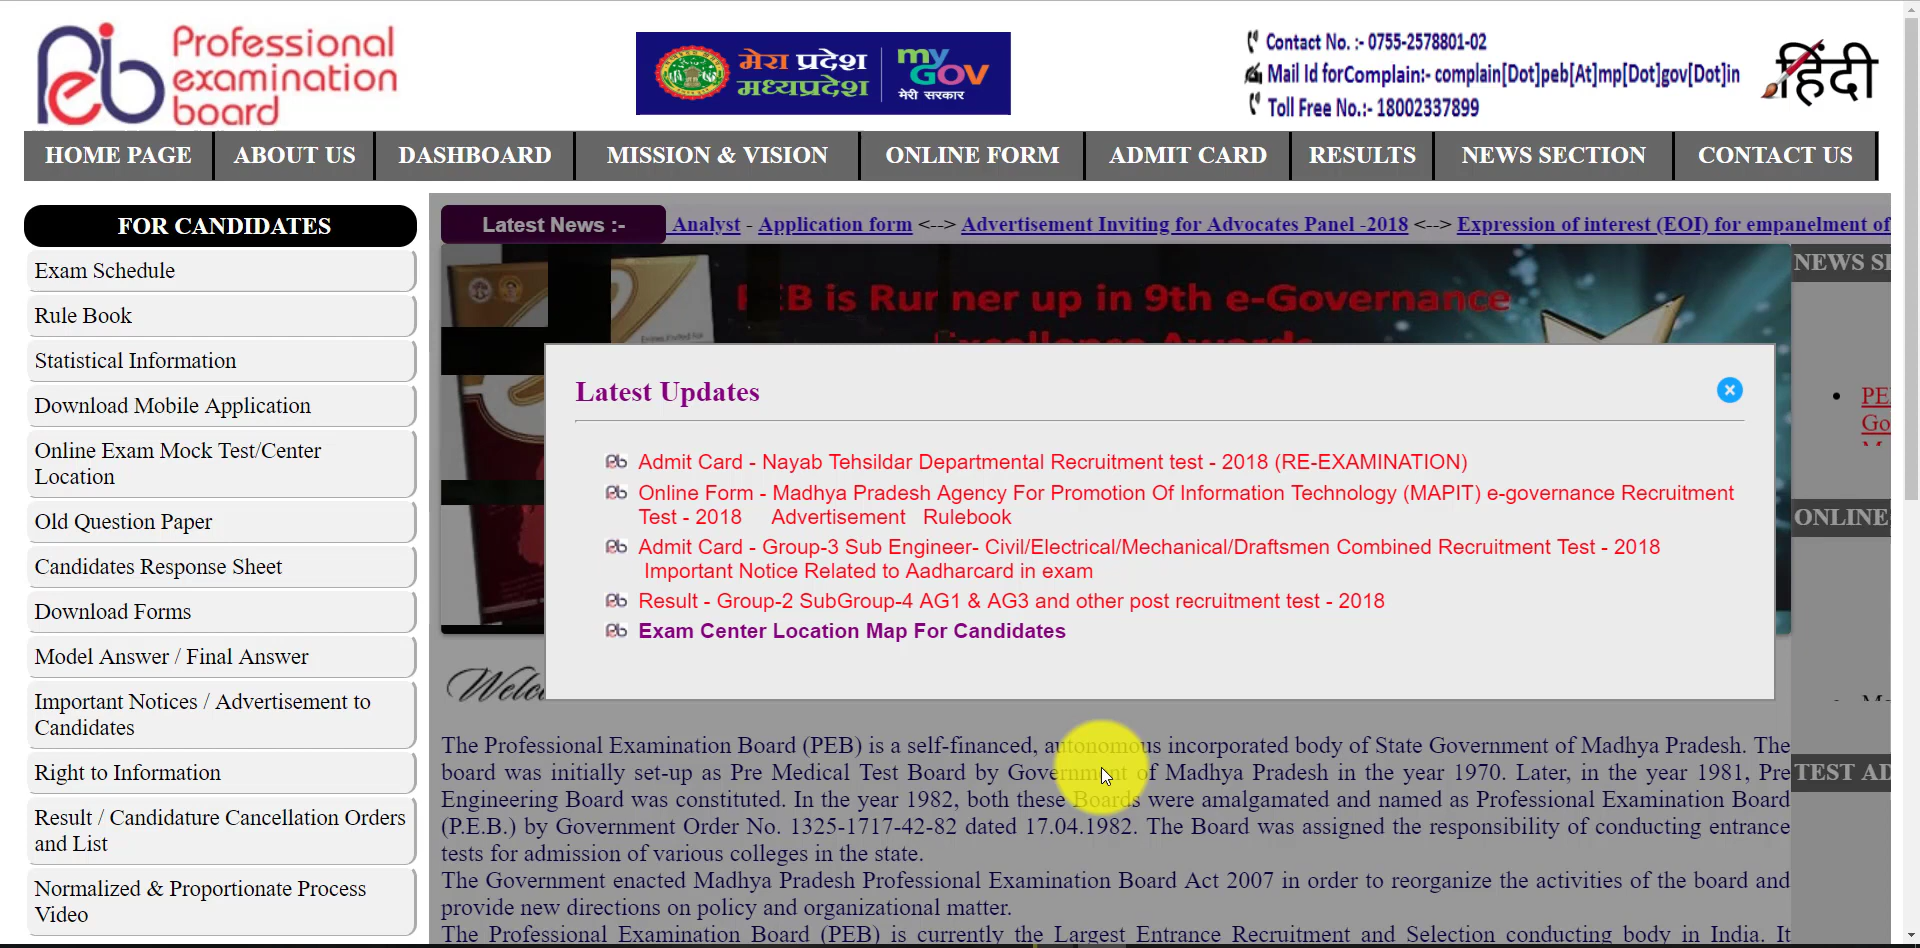 Professional
examination
board
Peb
मेरा प्रदेश
मध्यप्रदेश
my
GOV
मेरी सरकार
Contact No. :- 0755-2578801-02
Mail Id forComplain:- complain[Dot]peb[At]mp[Dot]gov[Dot]in
Toll Free No.:- 18002337899
हिंदी
HOME PAGE ABOUT US DASHBOARD MISSION & VISION ONLINE FORM ADMIT CARD RESULTS NEWS SECTION CONTACT US
FOR CANDIDATES
Exam Schedule
Rule Book
Statistical Information
Download Mobile Application
Online Exam Mock Test/Center
Location
Old Question Paper
Candidates Response Sheet
Download Forms
Model Answer / Final Answer
Important Notices / Advertisement to
Candidates
Right to Information
Result / Candidature Cancellation Orders
and List
Normalized & Proportionate Process
Video
Latest News :- Analyst - Application form <--> Advertisement Inviting for Advocates Panel -2018 <--> Expression of interest (EOI) for empanelment of
EB is Runner up in 9th e-Governance
Excellence Awards
Latest Updates
Admit Card - Nayab Tehsildar Departmental Recruitment test - 2018 (RE-EXAMINATION)
Online Form - Madhya Pradesh Agency For Promotion Of Information Technology (MAPIT) e-governance Recruitment
Test - 2018 Advertisement Rulebook
Admit Card - Group-3 Sub Engineer- Civil/Electrical/Mechanical/Draftsmen Combined Recruitment Test - 2018
Important Notice Related to Aadharcard in exam
Result - Group-2 SubGroup-4 AG1 & AG3 and other post recruitment test - 2018
Exam Center Location Map For Candidates
Welc
The Professional Examination Board (PEB) is a self-financed, autonomous incorporated body of State Government of Madhya Pradesh. The
board was initially set-up as Pre Medical Test Board by Government of Madhya Pradesh in the year 1970. Later, in the year 1981, Pre
Engineering Board was constituted. In the year 1982, both these Boards were amalgamated and named as Professional Examination Board
(P.E.B.) by Government Order No. 1325-1717-42-82 dated 17.04.1982. The Board was assigned the responsibility of conducting entrance
tests for admission of various colleges in the state.
The Government enacted Madhya Pradesh Professional Examination Board Act 2007 in order to reorganize the activities of the board and
provide new directions on policy and organizational matter.
The Professional Examination Board (PEB) is currently the Largest Entrance Recruitment and Selection conducting body in India. It
NEWS SE
PE
Go
ONLINE
TEST AD